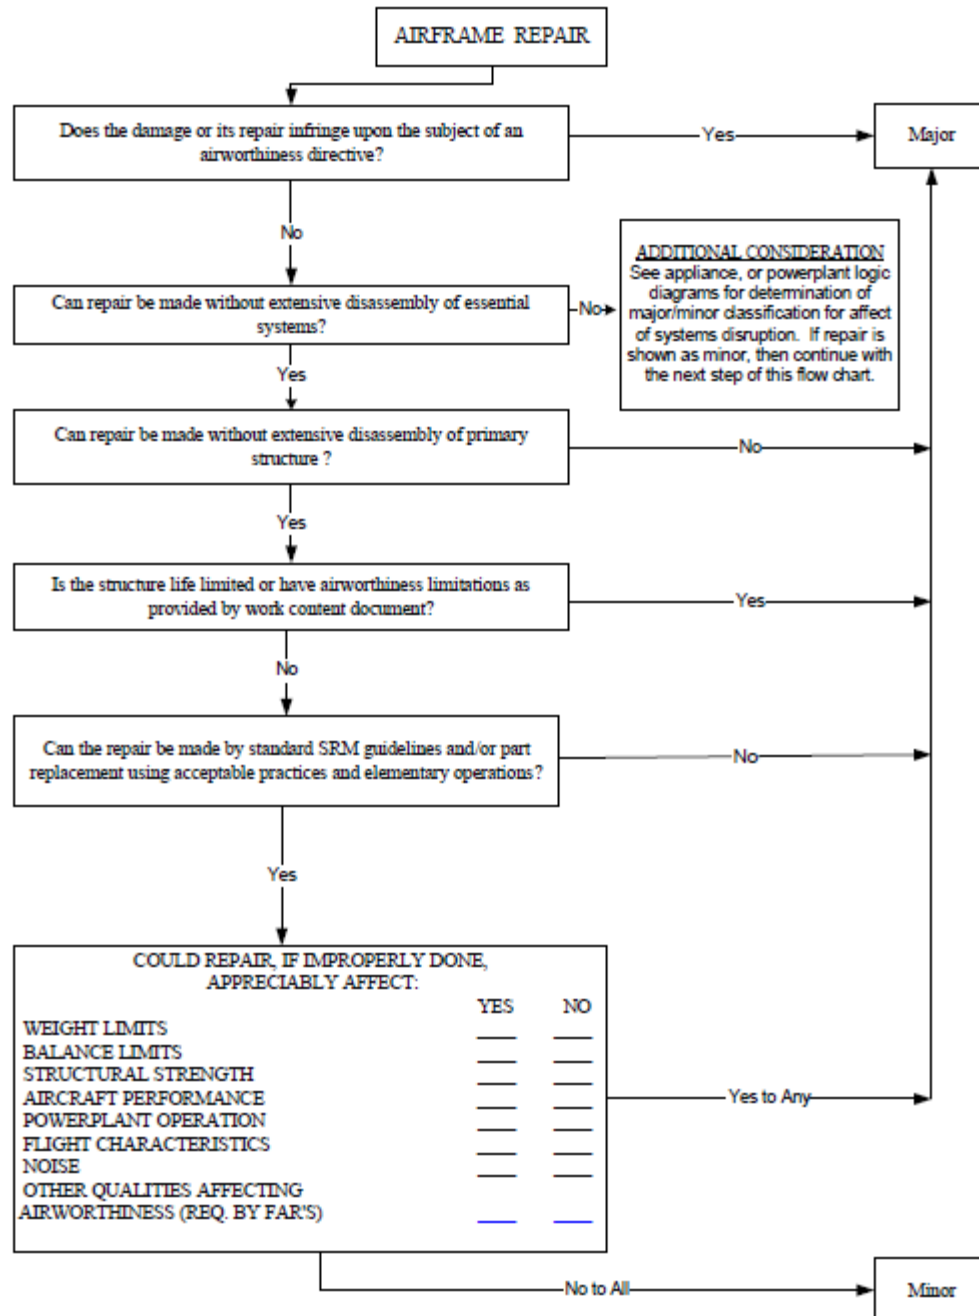 AIRFRAME REPAIR
Does the damage or its repair infringe upon the subject of an
airworthiness directive?
Yes
Major
No
ADDITIONAL CONSIDERATION
See appliance, or powerplant logic
diagrams for determination of
major/minor classification for affect
of systems disruption. If repair is
shown as minor, then continue with
the next step of this flow chart.
Can repair be made without extensive disassembly of essential
systems?
No
Yes
Can repair be made without extensive disassembly of primary
structure ?
No
Yes
Is the structure life limited or have airworthiness limitations as
provided by work content document?
Yes
No
Can the repair be made by standard SRM guidelines and/or part
replacement using acceptable practices and elementary operations?
No
Yes
COULD REPAIR, IF IMPROPERLY DONE,
APPRECIABLY AFFECT:
YES NO
WEIGHT LIMITS
BALANCE LIMITS
STRUCTURAL STRENGTH
AIRCRAFT PERFORMANCE
POWERPLANT OPERATION
FLIGHT CHARACTERISTICS
NOISE
OTHER QUALITIES AFFECTING
AIRWORTHINESS (REQ. BY FAR'S)
Yes to Any
No to All
Minor